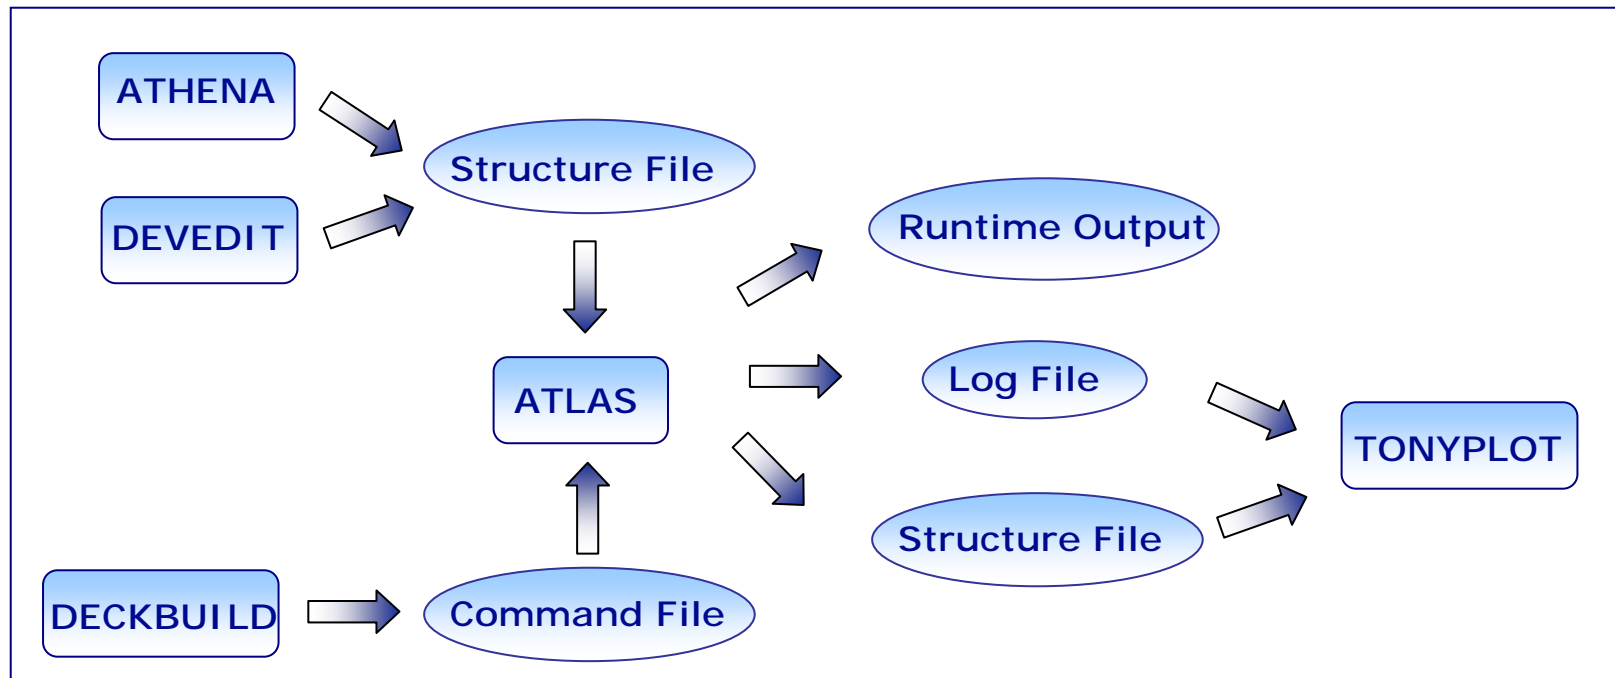 ATHENA
Structure File
DEVEDIT
Runtime Output
ATLAS
Log File
TONYPLOT
Structure File
DECKBUILD
Command File